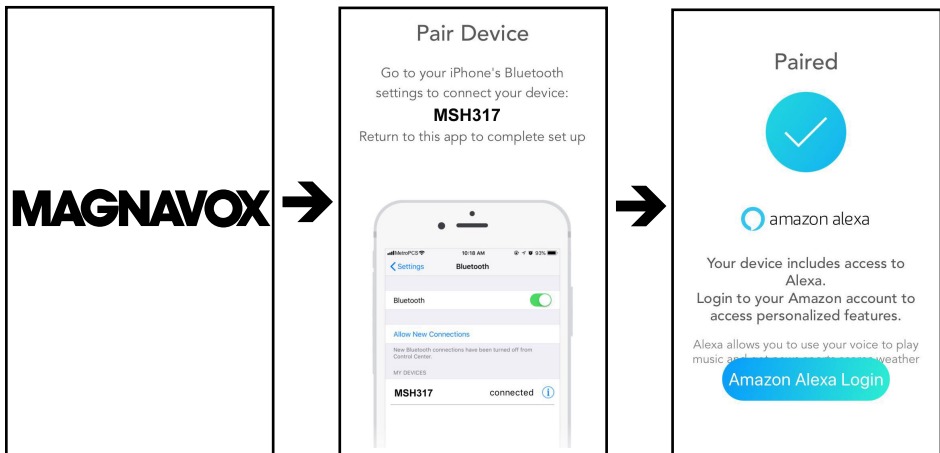 MAGNAVOX
Pair Device
Go to your iPhone's Bluetooth
settings to connect your device:
MSH317
Return to this app to complete set up
MetroPCS 10:18 AM 93%
Settings Bluetooth
Bluetooth
Allow New Connections
New Bluetooth connections have been turned off from
Control Center.
MY DEVICES
MSH317 connected
Paired
amazon alexa
Your device includes access to
Alexa.
Login to your Amazon account to
access personalized features.
Alexa allows you to use your voice to play
music weather
Amazon Alexa Login